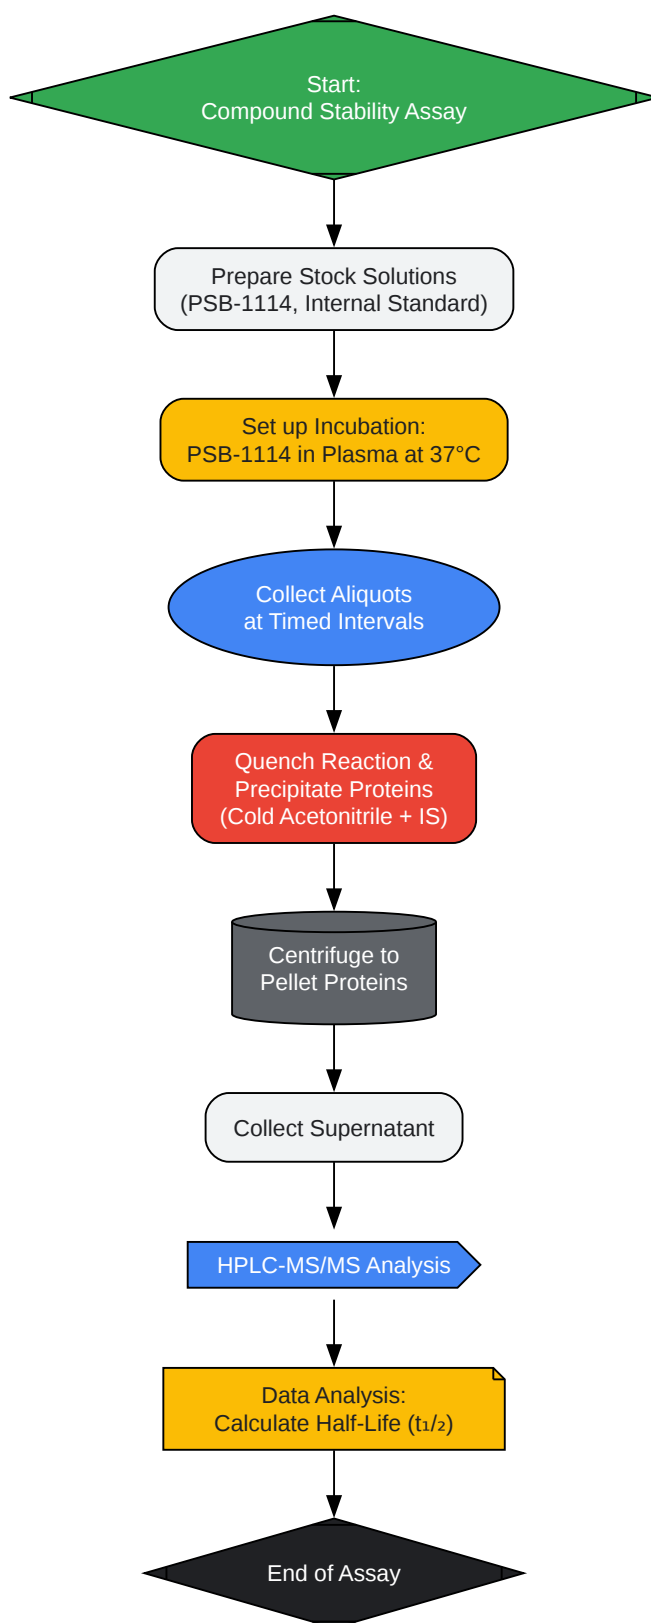 Start:
Compound Stability Assay
Prepare Stock Solutions
(PSB-1114, Internal Standard)
Set up Incubation:
PSB-1114 in Plasma at 37°C
Collect Aliquots
at Timed Intervals
Quench Reaction &
Precipitate Proteins
(Cold Acetonitrile + IS)
Centrifuge to
Pellet Proteins
Collect Supernatant
HPLC-MS/MS Analysis
Data Analysis:
Calculate Half-Life (t₁/₂)
End of Assay